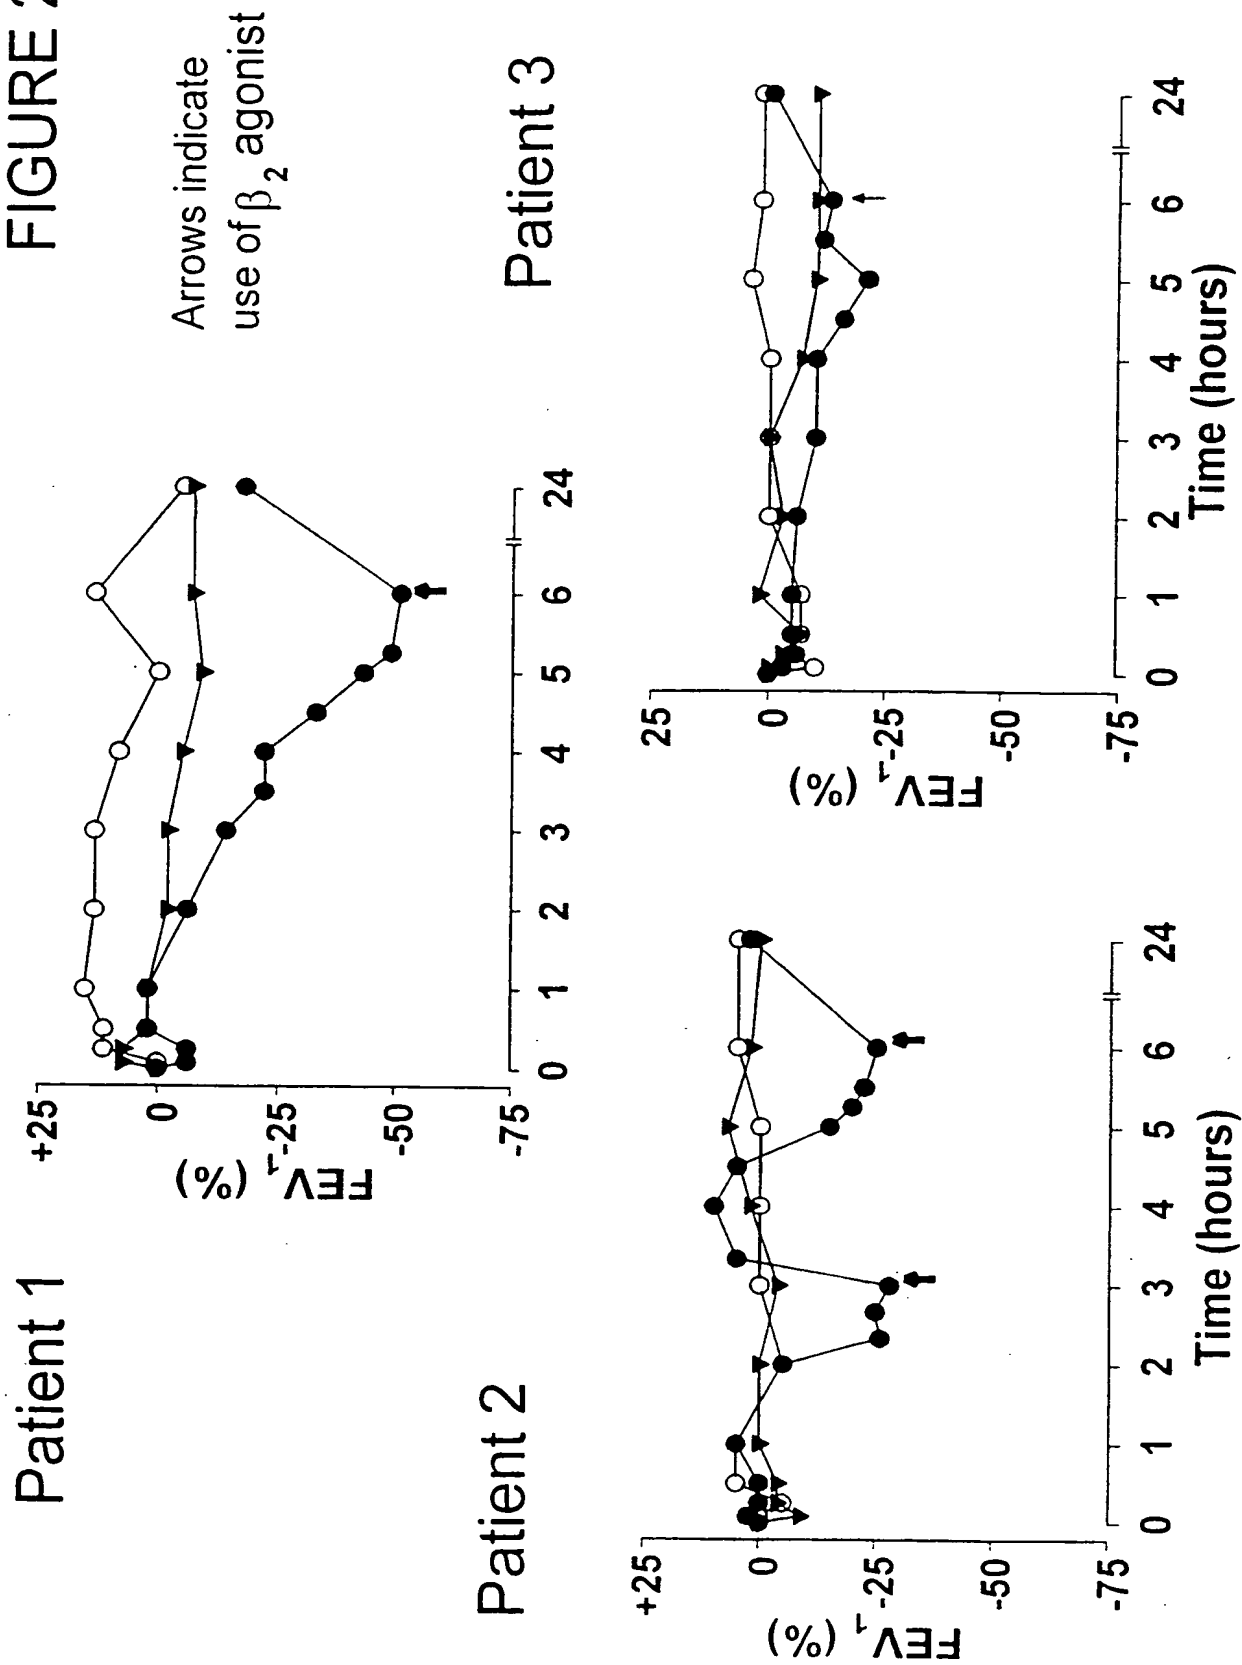 FIGURE 2
Patient 1
Arrows indicate
use of β2 agonist
+25
0
-25
-50
-75
FEV1 (%)
0 1 2 3 4 5 6 24
Patient 2
+25
0
-25
-50
-75
FEV1 (%)
0 1 2 3 4 5 6 24
Time (hours)
Patient 3
25
0
-25
-50
-75
FEV1 (%)
0 1 2 3 4 5 6 24
Time (hours)